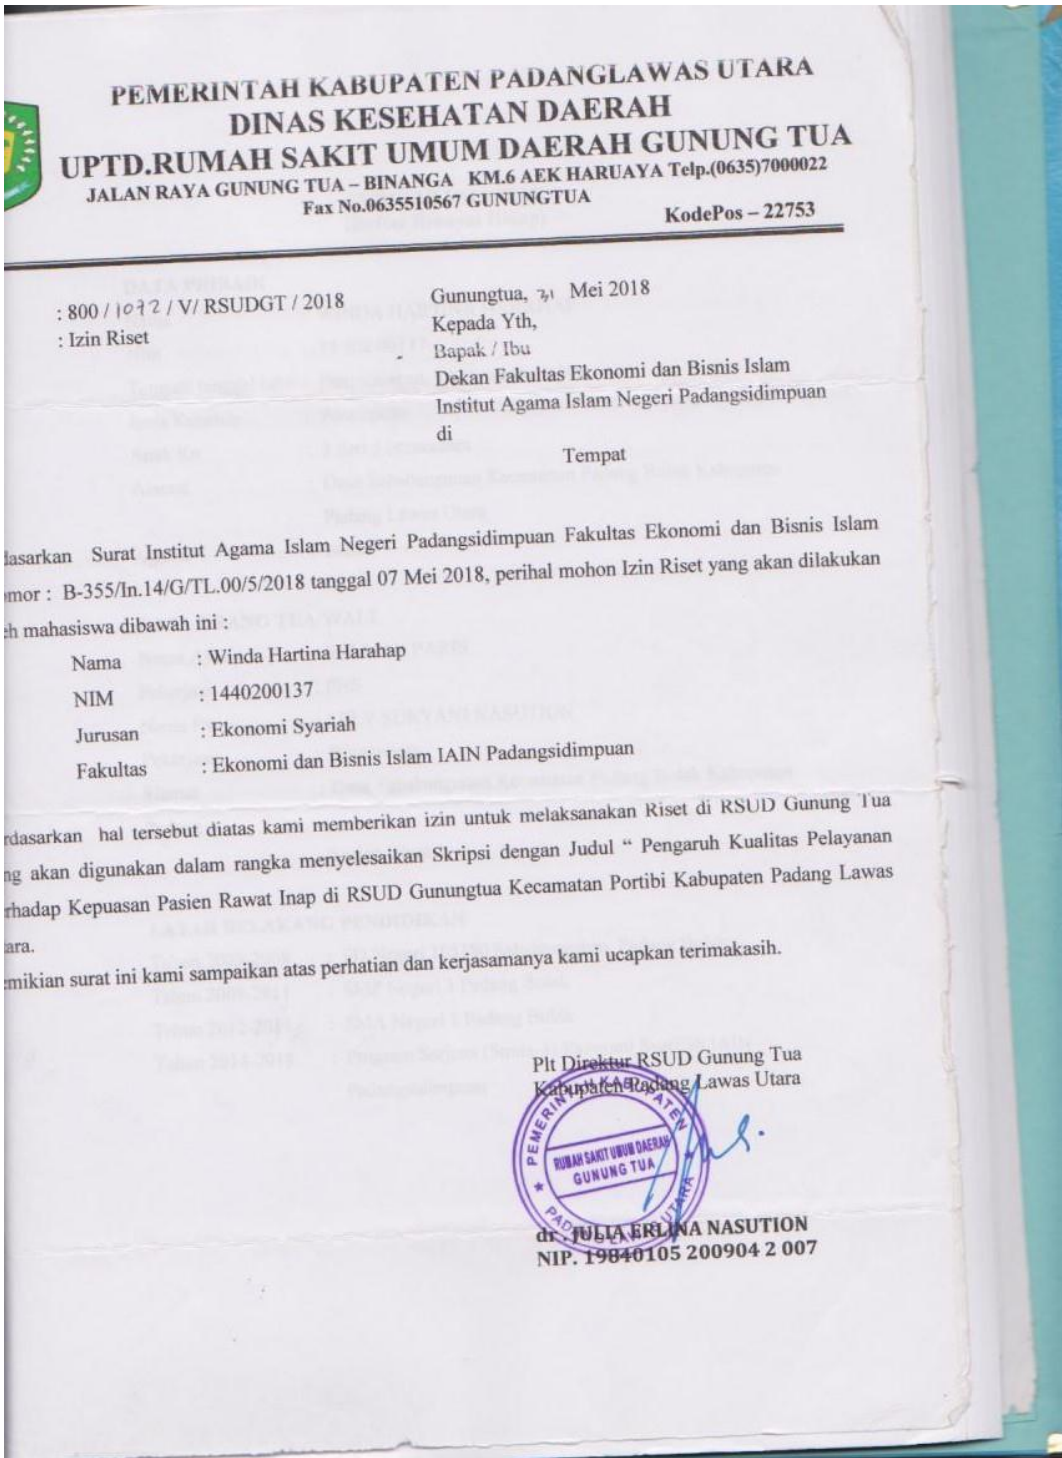 PEMERINTAH KABUPATEN PADANGLAWAS UTARA
DINAS KESEHATAN DAERAH
UPTD.RUMAH SAKIT UMUM DAERAH GUNUNG TUA
JALAN RAYA GUNUNG TUA – BINANGA KM.6 AEK HARUAYA Telp.(0635)7000022
Fax No.0635510567 GUNUNGTUA
KodePos – 22753
: 800 / 1072 / V/ RSUDGT / 2018
: Izin Riset
Gunungtua, 31 Mei 2018
Kepada Yth,
Bapak / Ibu
Dekan Fakultas Ekonomi dan Bisnis Islam
Institut Agama Islam Negeri Padangsidimpuan
di
Tempat
dasarkan Surat Institut Agama Islam Negeri Padangsidimpuan Fakultas Ekonomi dan Bisnis Islam
omor : B-355/In.14/G/TL.00/5/2018 tanggal 07 Mei 2018, perihal mohon Izin Riset yang akan dilakukan
eh mahasiswa dibawah ini :
Nama : Winda Hartina Harahap
NIM : 1440200137
Jurusan : Ekonomi Syariah
Fakultas : Ekonomi dan Bisnis Islam IAIN Padangsidimpuan
rdasarkan hal tersebut diatas kami memberikan izin untuk melaksanakan Riset di RSUD Gunung Tua
ng akan digunakan dalam rangka menyelesaikan Skripsi dengan Judul “ Pengaruh Kualitas Pelayanan
rhadap Kepuasan Pasien Rawat Inap di RSUD Gunungtua Kecamatan Portibi Kabupaten Padang Lawas
ara.
emikian surat ini kami sampaikan atas perhatian dan kerjasamanya kami ucapkan terimakasih.
Plt Direktur RSUD Gunung Tua
Kabupaten Padang Lawas Utara
PEMERINTAH KABUPATEN
RUMAH SAKIT UMUM DAERAH
GUNUNG TUA
PADANG LAWAS UTARA
dr. JULIA ERLINA NASUTION
NIP. 19840105 200904 2 007